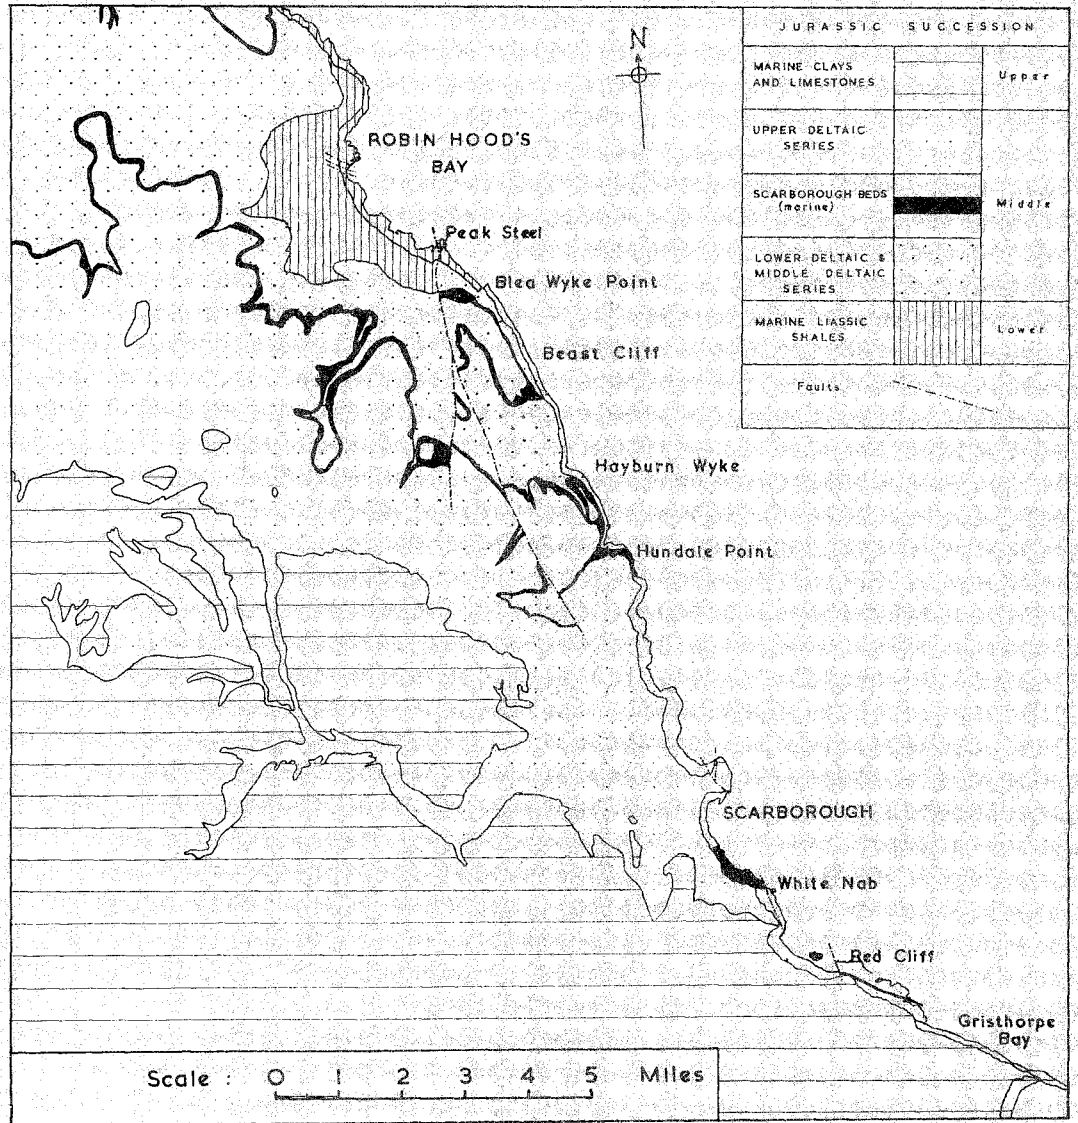 N
JURASSIC SUCCESSION
MARINE CLAYS
AND LIMESTONES
Upper
UPPER DELTAIC
SERIES
SCARBOROUGH BEDS
(marine)
Middle
LOWER DELTAIC &
MIDDLE DELTAIC
SERIES
MARINE LIASSIC
SHALES
Lower
Faults
ROBIN HOOD'S
BAY
Peak Steel
Blea Wyke Point
Beast Cliff
Hayburn Wyke
Hundale Point
SCARBOROUGH
White Nab
Red Cliff
Gristhorpe
Bay
Scale : 0 1 2 3 4 5 Miles